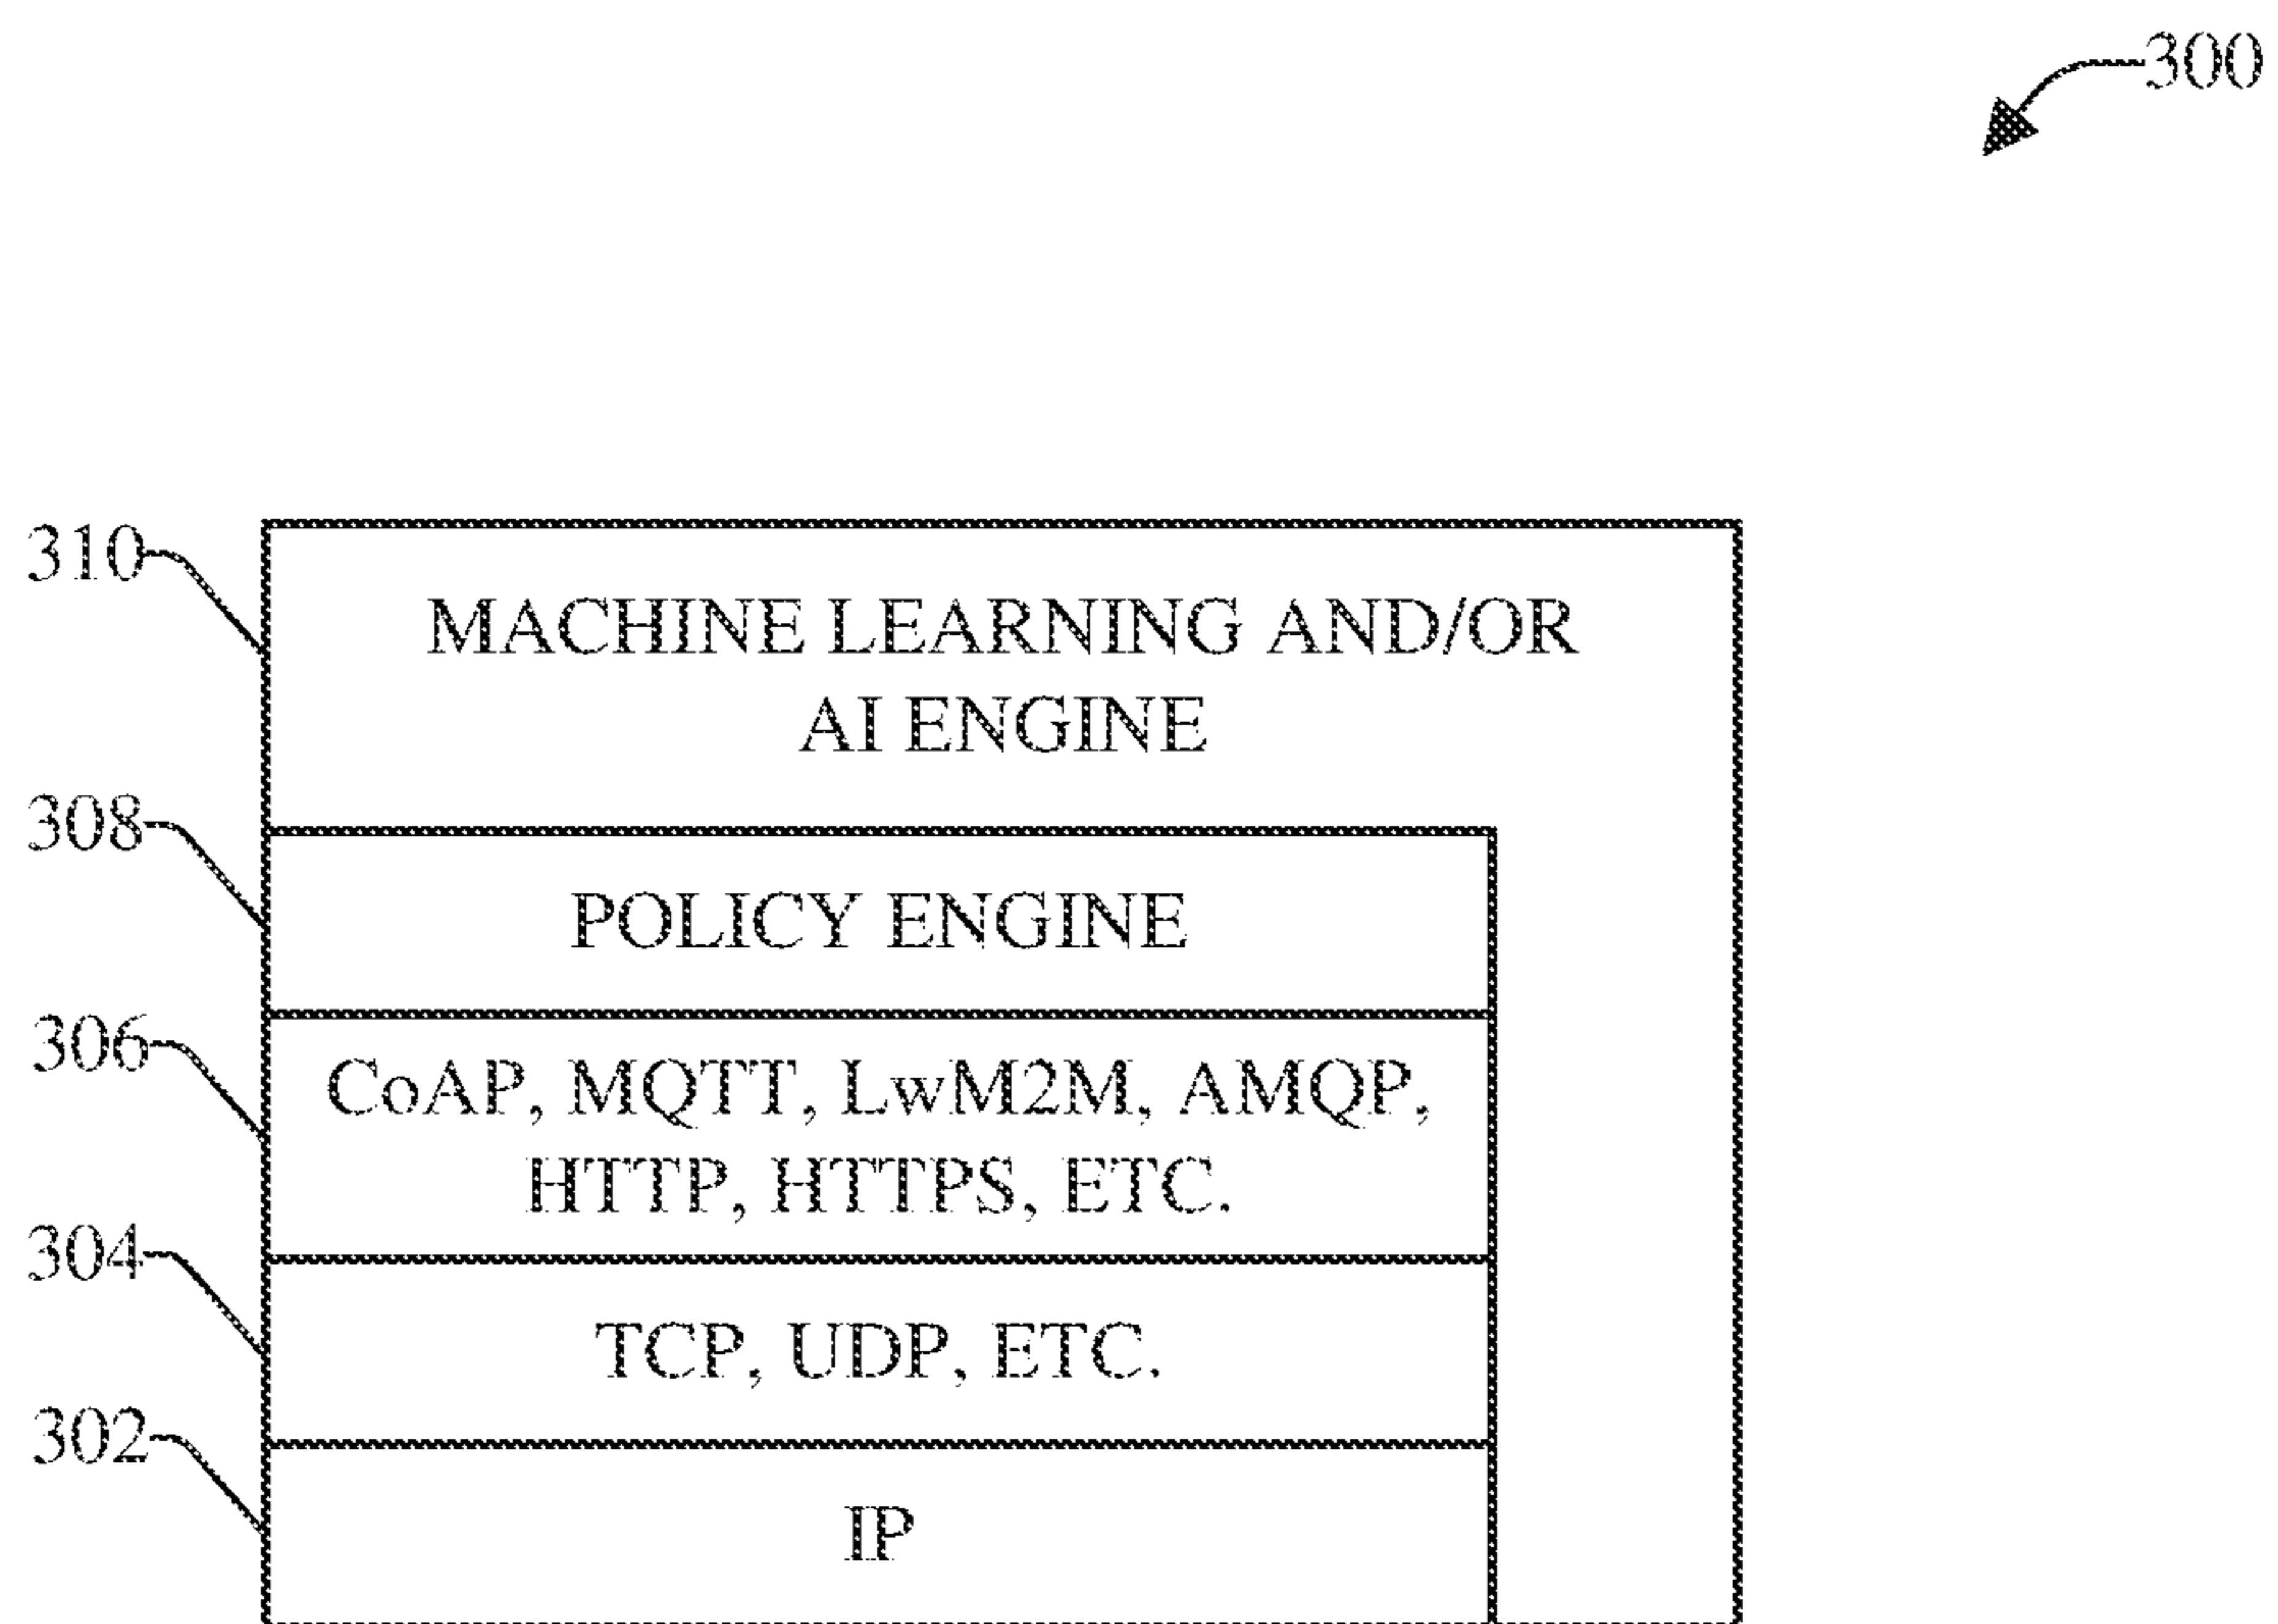 300
310
MACHINE LEARNING AND/OR
AI ENGINE
308
POLICY ENGINE
306
CoAP, MQTT, LwM2M, AMQP,
HTTP, HTTPS, ETC.
304
TCP, UDP, ETC.
302
IP